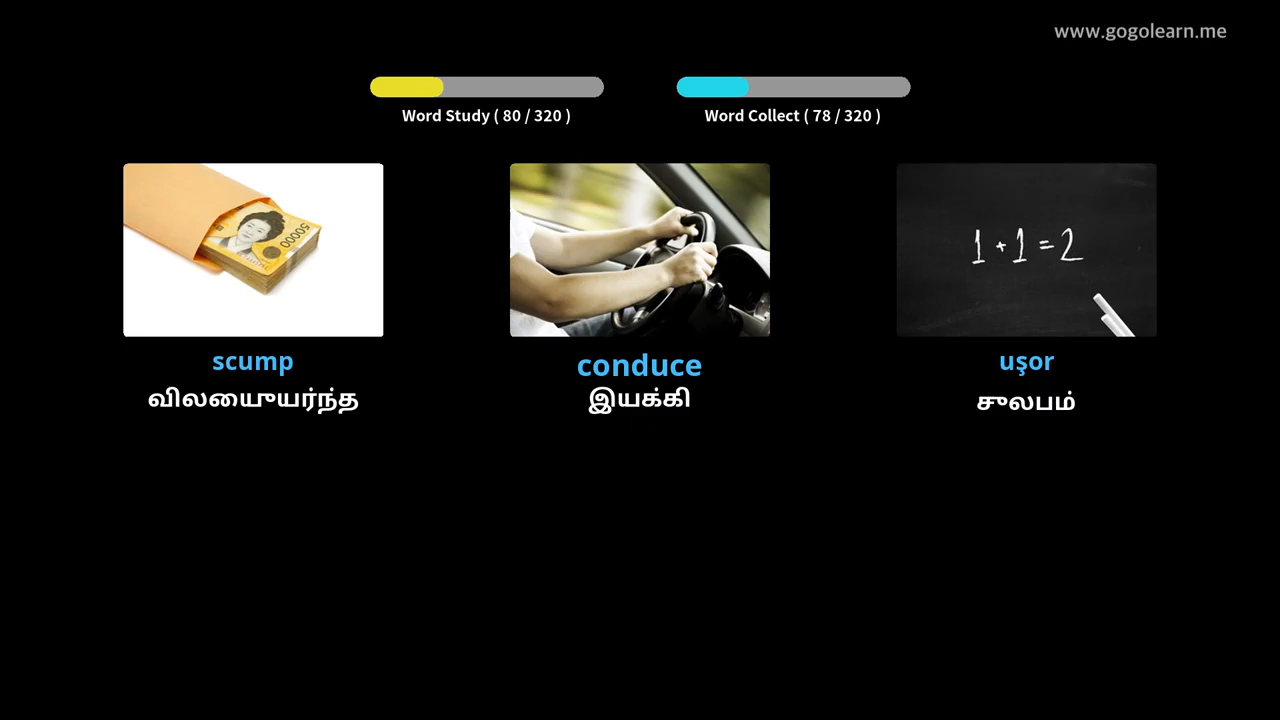 www.gogolearn.me
Word Study ( 80 / 320 )
Word Collect ( 78 / 320 )
50000
1 + 1 = 2
scump
conduce
uşor
விலையுயர்ந்த
இயக்கி
சுலபம்